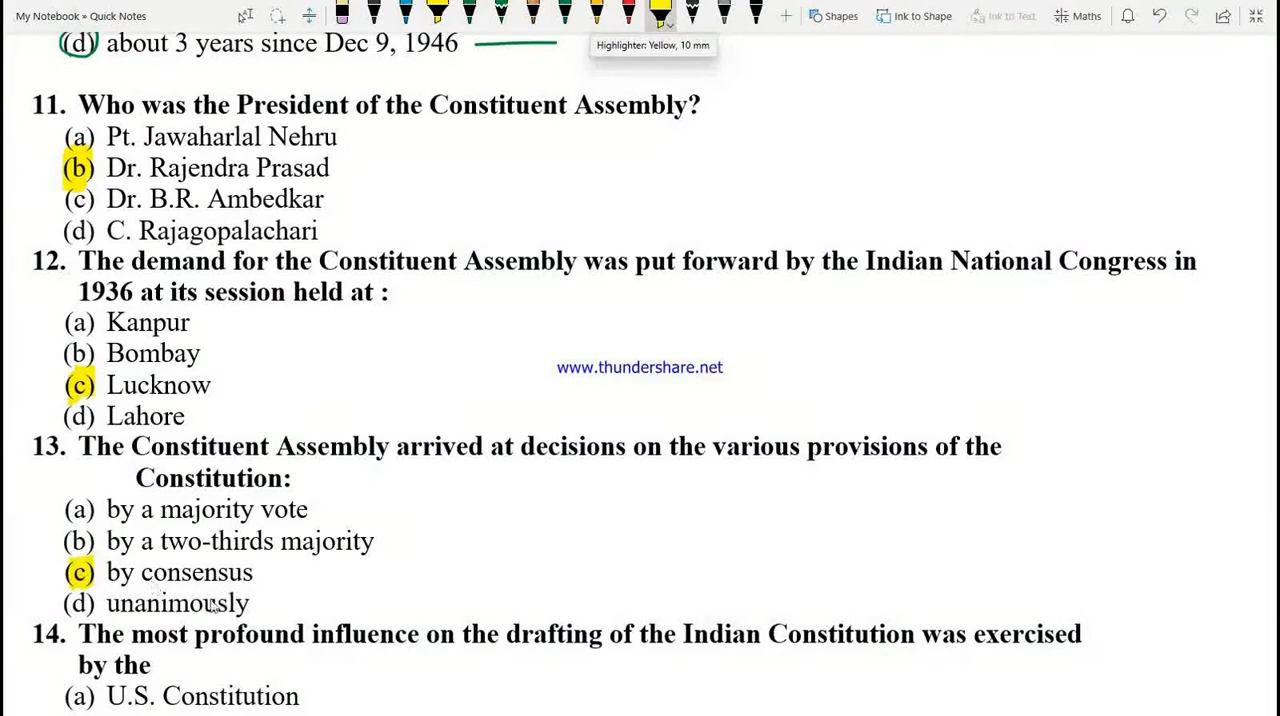 My Notebook » Quick Notes
Shapes
Ink to Shape
Ink to Text
Maths
Highlighter: Yellow, 10 mm
(d) about 3 years since Dec 9, 1946
11. Who was the President of the Constituent Assembly?
(a) Pt. Jawaharlal Nehru
(b) Dr. Rajendra Prasad
(c) Dr. B.R. Ambedkar
(d) C. Rajagopalachari
12. The demand for the Constituent Assembly was put forward by the Indian National Congress in
1936 at its session held at :
(a) Kanpur
(b) Bombay
www.thundershare.net
(c) Lucknow
(d) Lahore
13. The Constituent Assembly arrived at decisions on the various provisions of the
Constitution:
(a) by a majority vote
(b) by a two-thirds majority
(c) by consensus
(d) unanimously
14. The most profound influence on the drafting of the Indian Constitution was exercised
by the
(a) U.S. Constitution